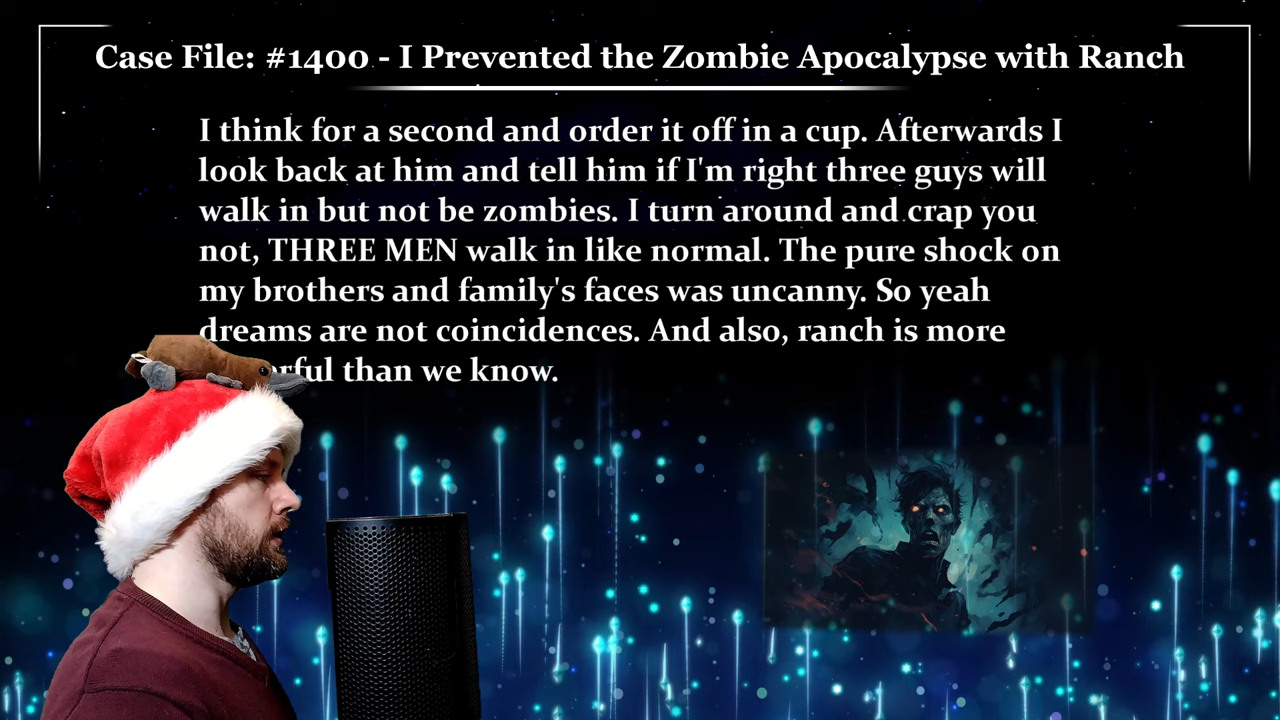 Case File: #1400 - I Prevented the Zombie Apocalypse with Ranch
I think for a second and order it off in a cup. Afterwards I
look back at him and tell him if I'm right three guys will
walk in but not be zombies. I turn around and crap you
not, THREE MEN walk in like normal. The pure shock on
my brothers and family's faces was uncanny. So yeah
dreams are not coincidences. And also, ranch is more
than we know.